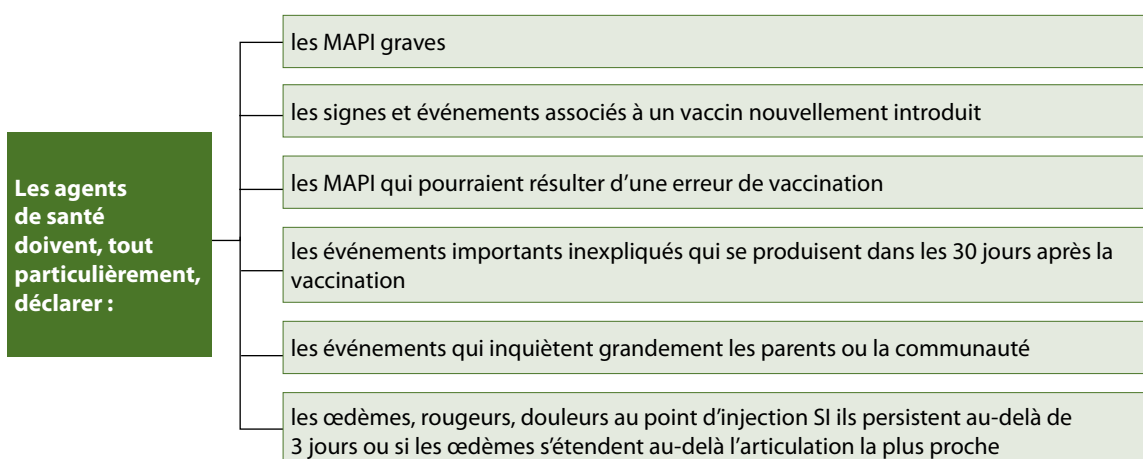 Les agents
de santé
doivent, tout
particulièrement,
déclarer :
les MAPI graves
les signes et événements associés à un vaccin nouvellement introduit
les MAPI qui pourraient résulter d’une erreur de vaccination
les événements importants inexpliqués qui se produisent dans les 30 jours après la
vaccination
les événements qui inquiètent grandement les parents ou la communauté
les œdèmes, rougeurs, douleurs au point d’injection SI ils persistent au-delà de
3 jours ou si les œdèmes s’étendent au-delà l’articulation la plus proche